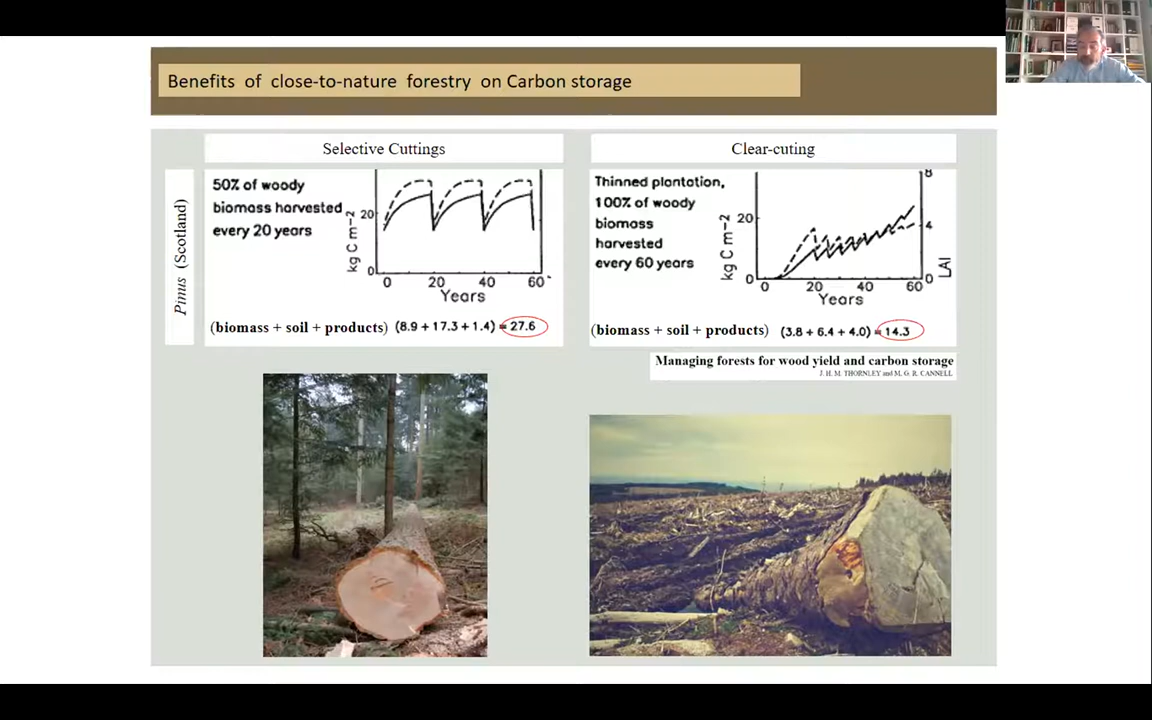 Benefits of close-to-nature forestry on Carbon storage
Selective Cuttings
Clear-cuting
Pinus (Scotland)
50% of woody
biomass harvested
every 20 years
kg C m−2
20
0
0 20 40 60
Years
(biomass + soil + products) (8.9 + 17.3 + 1.4) = 27.6
Thinned plantation,
100% of woody
biomass
harvested
every 60 years
kg C m−2
20
0
8
4
0
LAI
0 20 40 60
Years
(biomass + soil + products) (3.8 + 6.4 + 4.0) = 14.3
Managing forests for wood yield and carbon storage
J. H. M. THORNLEY and M. G. R. CANNELL